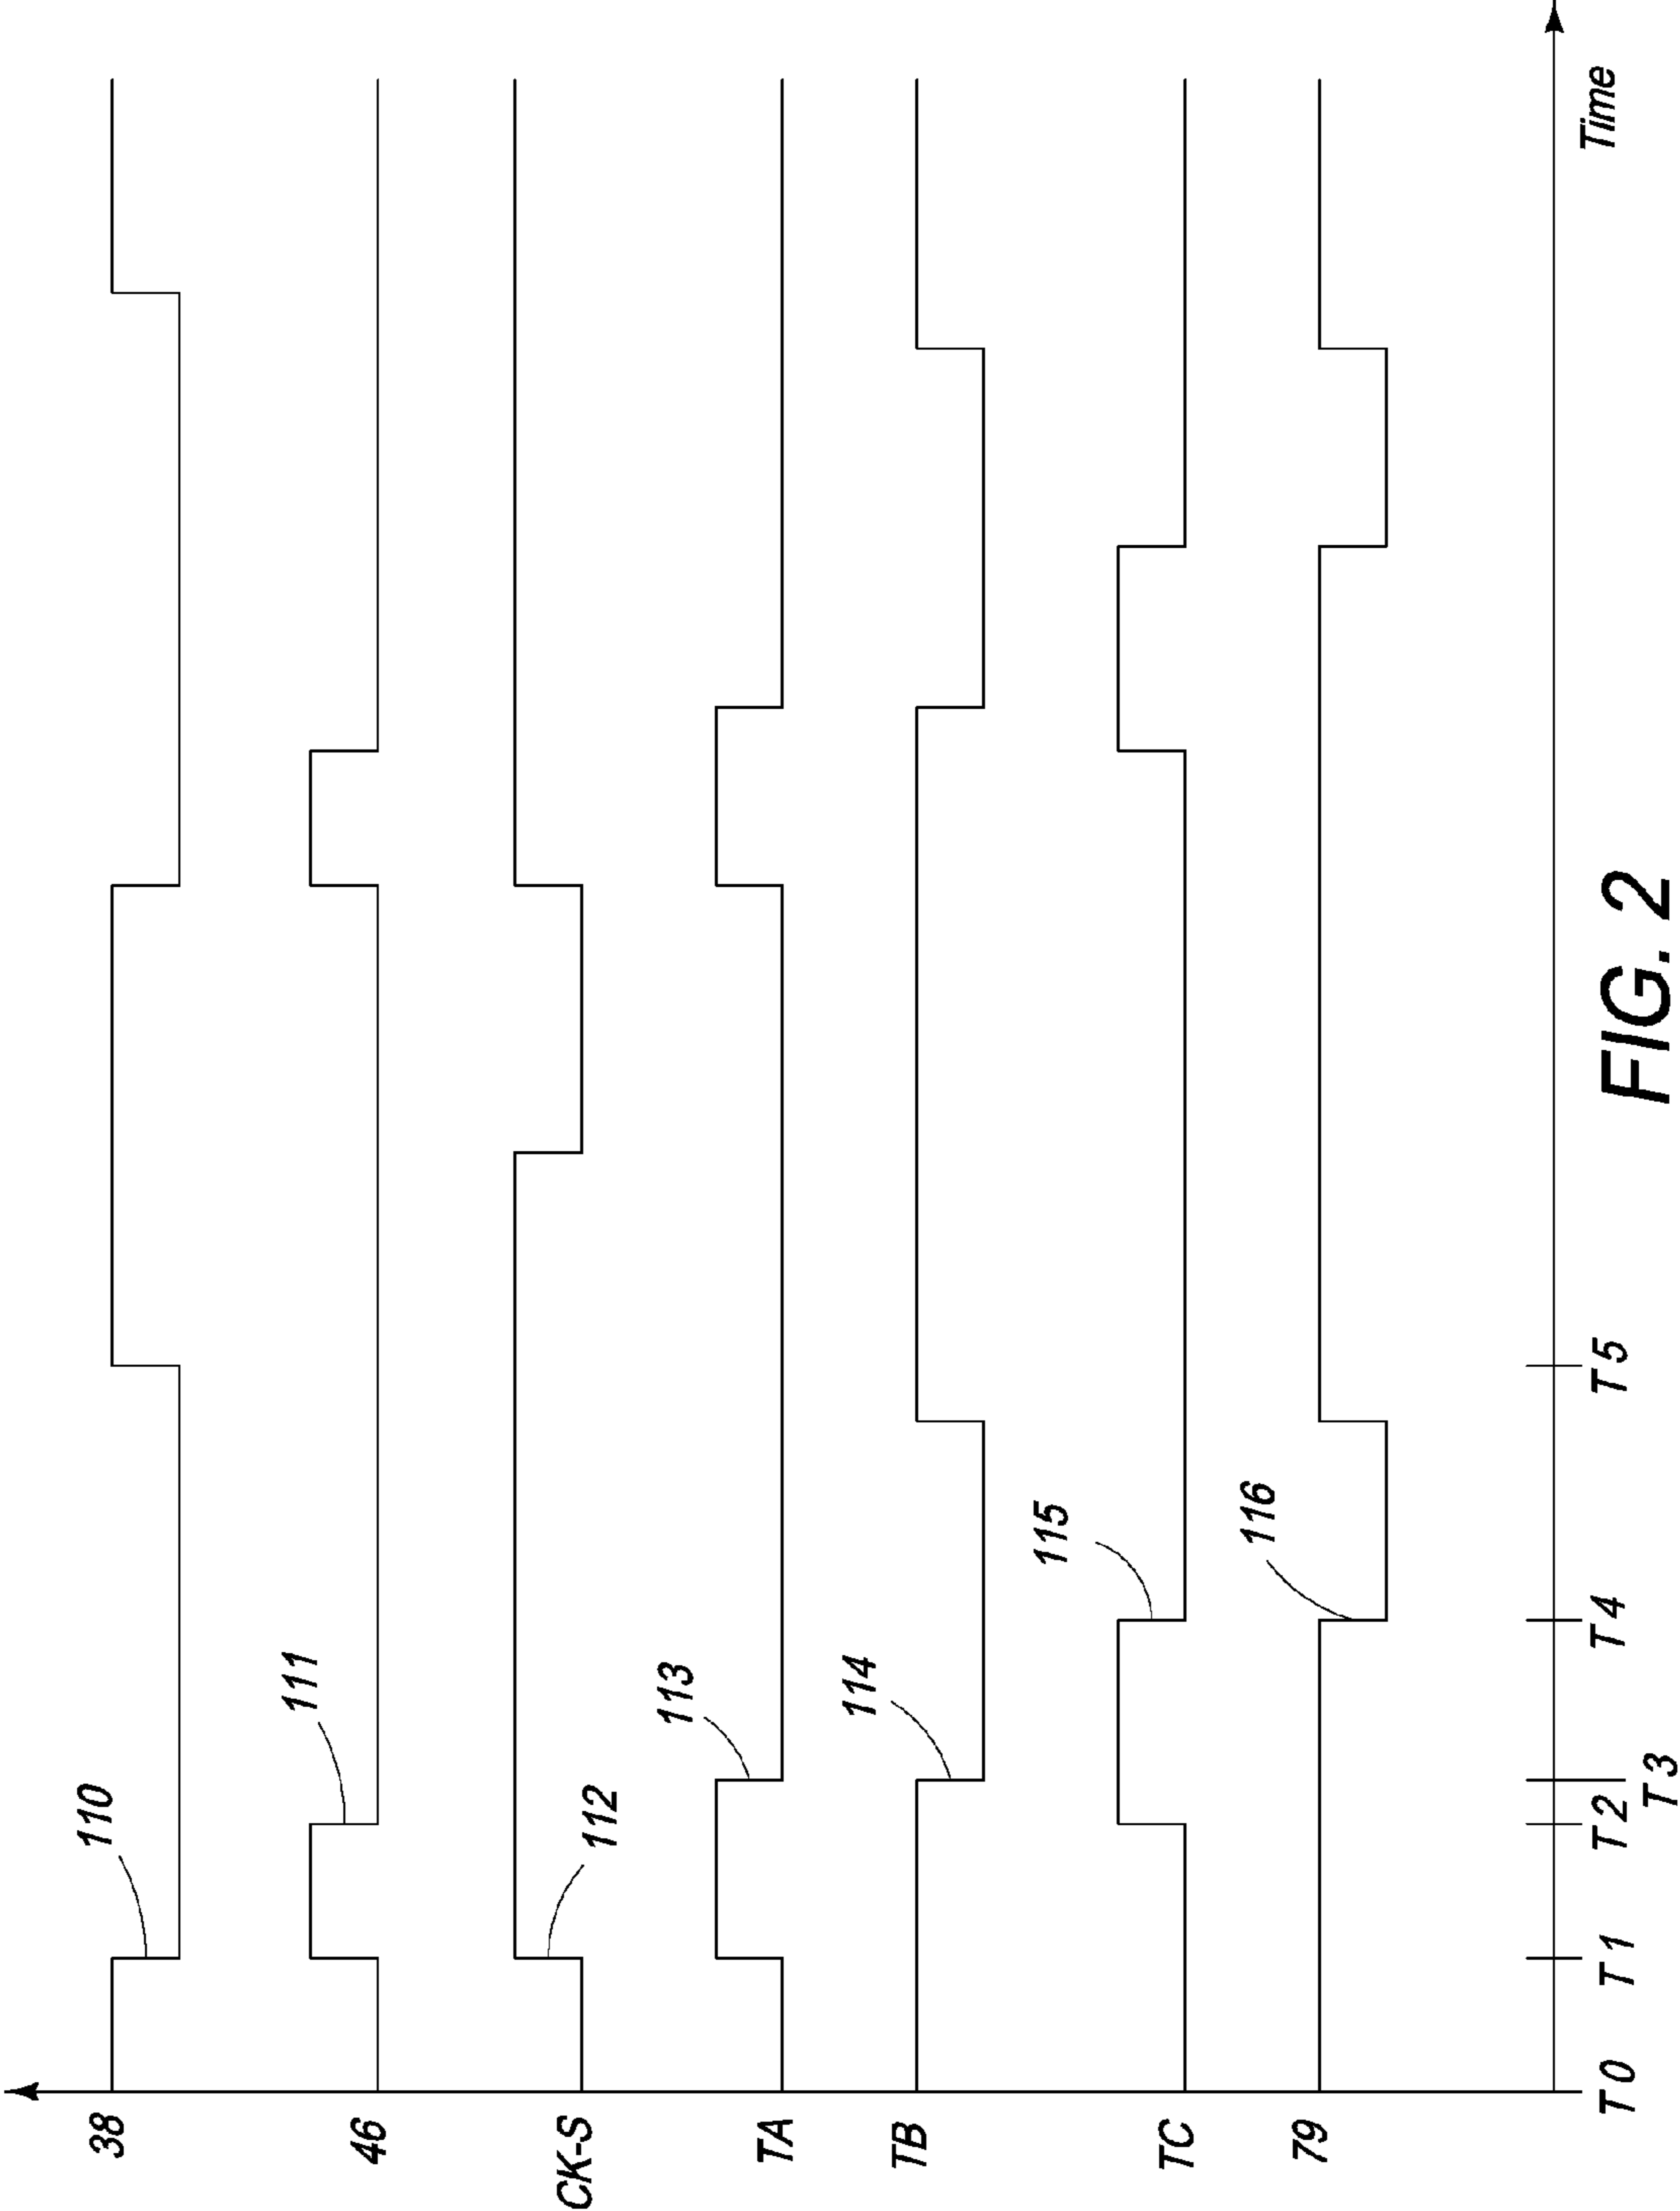 38
110
46
111
CK-S
112
TA
113
TB
114
TC
115
79
116
T0
T1
T2
T3
T4
T5
Time
FIG. 2